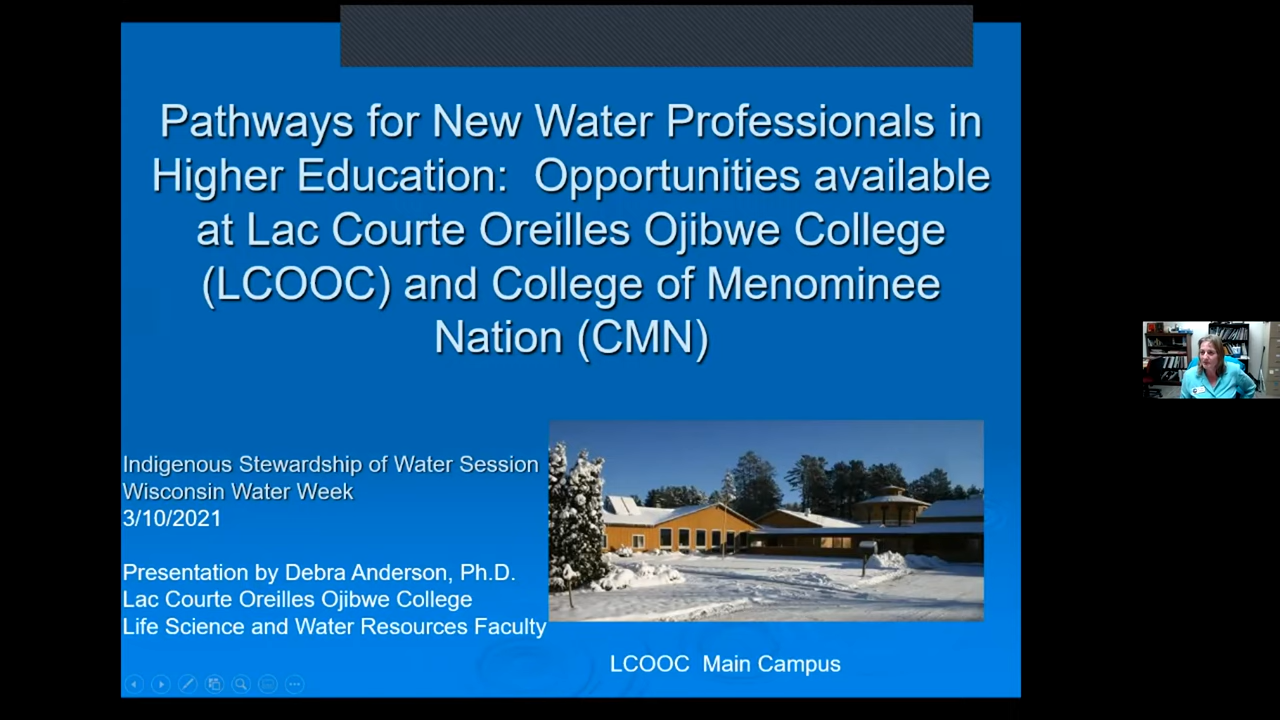 Pathways for New Water Professionals in
Higher Education: Opportunities available
at Lac Courte Oreilles Ojibwe College
(LCOOC) and College of Menominee
Nation (CMN)
Indigenous Stewardship of Water Session
Wisconsin Water Week
3/10/2021
Presentation by Debra Anderson, Ph.D.
Lac Courte Oreilles Ojibwe College
Life Science and Water Resources Faculty
LCOOC Main Campus